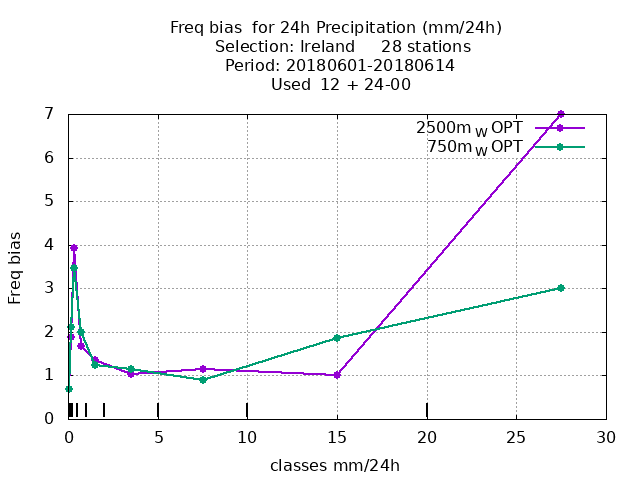 Freq bias  for 24h Precipitation (mm/24h)
Selection: Ireland     28 stations
Period: 20180601-20180614
Used  12 + 24-00
2500m W OPT
750m W OPT
Freq bias
7
6
5
4
3
2
1
0
0 5 10 15 20 25 30
classes mm/24h